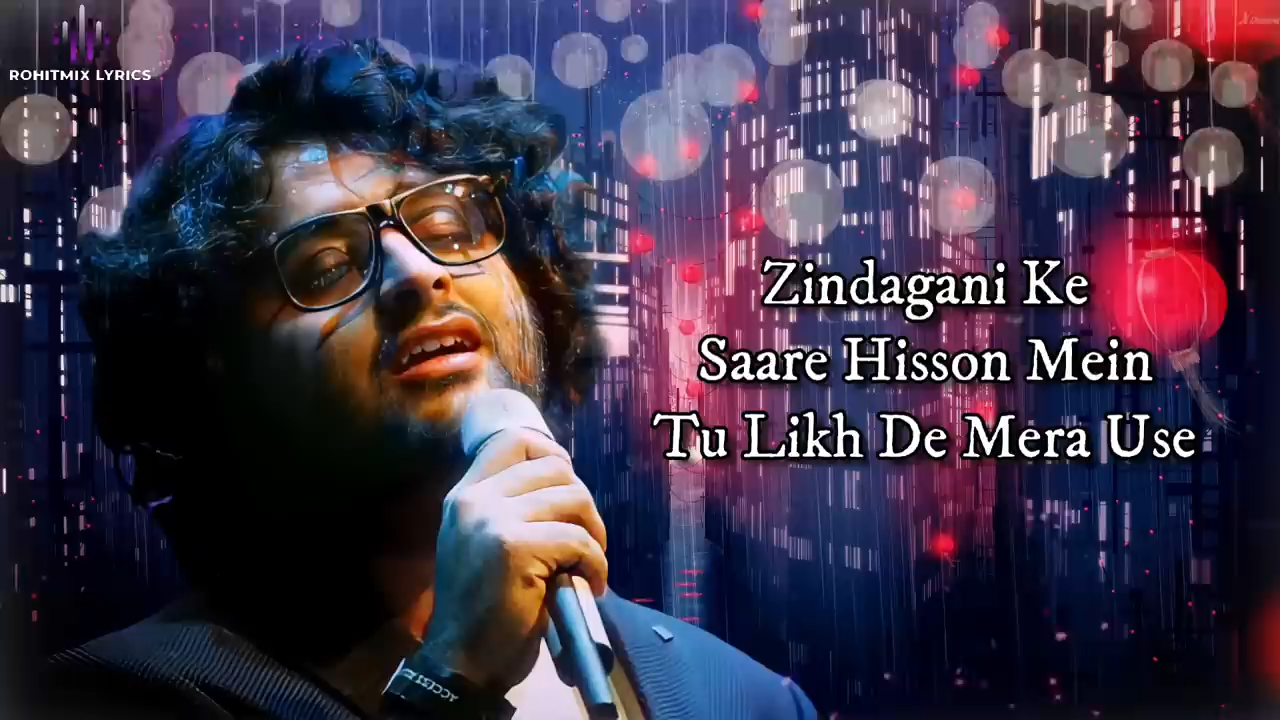 ROHITMIX LYRICS
Zindagani Ke
Saare Hisson Mein
Tu Likh De Mera Use